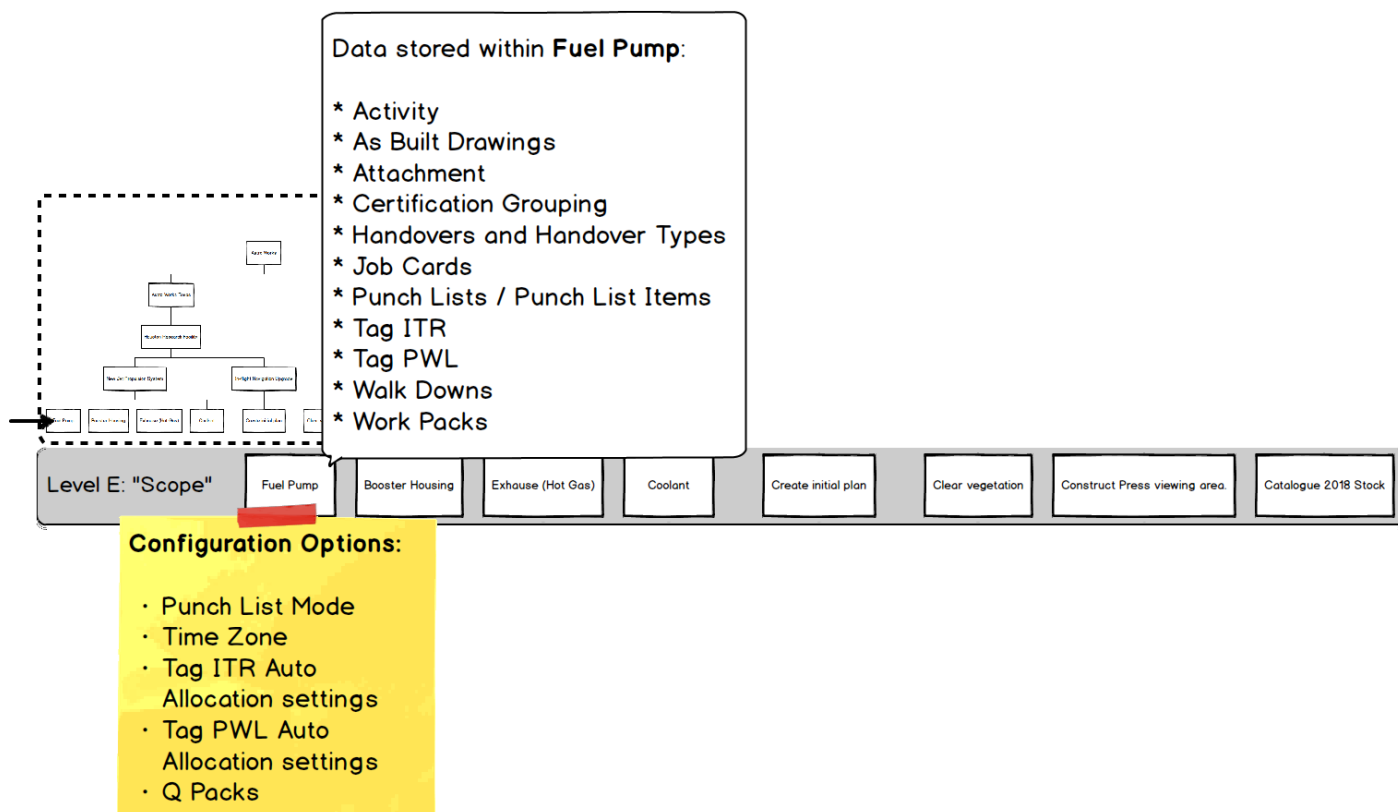 Data stored within Fuel Pump:
* Activity
* As Built Drawings
* Attachment
* Certification Grouping
* Handovers and Handover Types
* Job Cards
* Punch Lists / Punch List Items
* Tag ITR
* Tag PWL
* Walk Downs
* Work Packs
Level E: "Scope"
Fuel Pump
Booster Housing
Exhause (Hot Gas)
Coolant
Create initial plan
Clear vegetation
Construct Press viewing area.
Catalogue 2018 Stock
Configuration Options:
· Punch List Mode
· Time Zone
· Tag ITR Auto
Allocation settings
· Tag PWL Auto
Allocation settings
· Q Packs